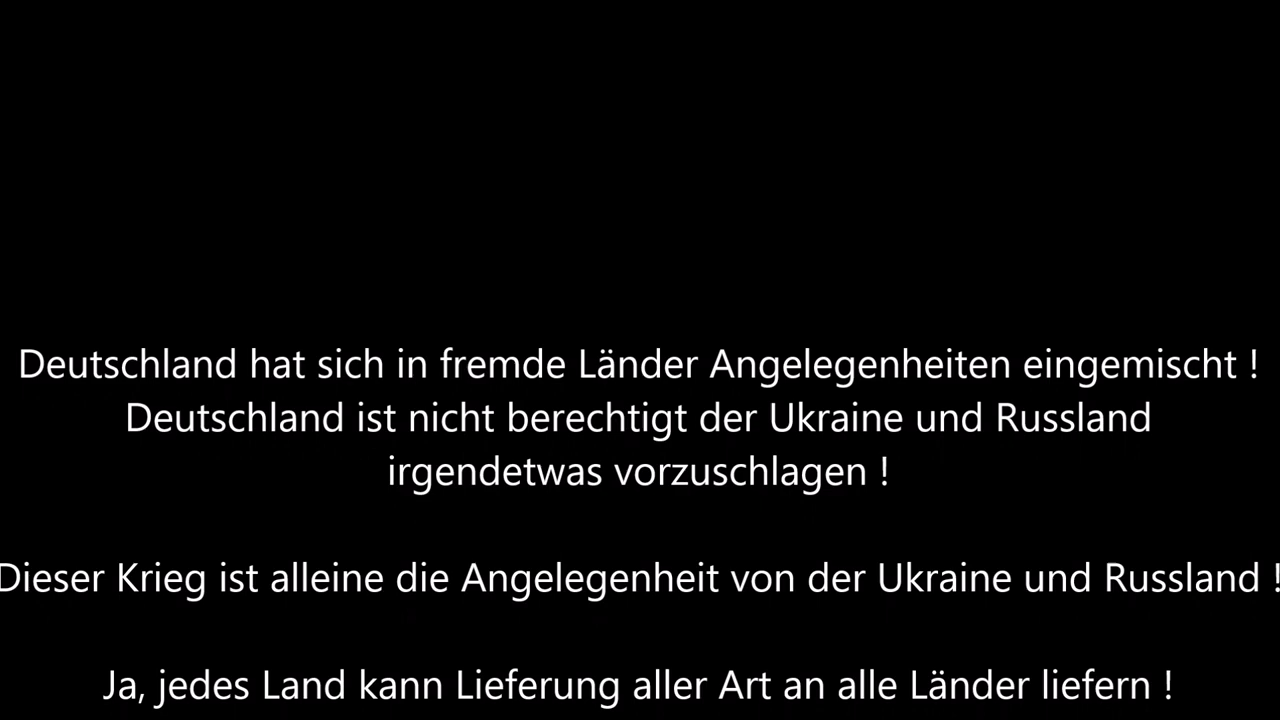 Deutschland hat sich in fremde Länder Angelegenheiten eingemischt !
Deutschland ist nicht berechtigt der Ukraine und Russland
irgendetwas vorzuschlagen !
Dieser Krieg ist alleine die Angelegenheit von der Ukraine und Russland !
Ja, jedes Land kann Lieferung aller Art an alle Länder liefern !